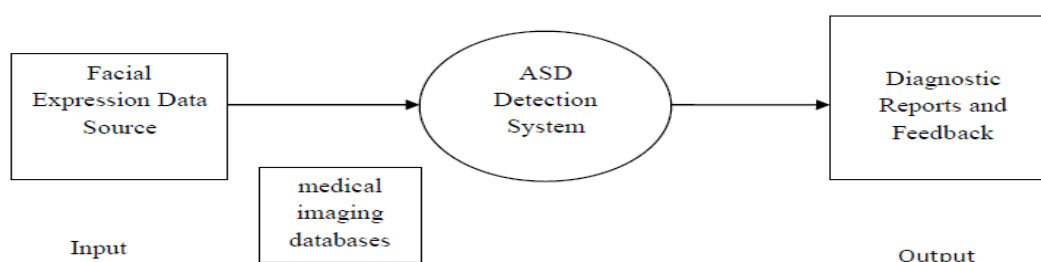 Facial
Expression Data
Source
ASD
Detection
System
Diagnostic
Reports and
Feedback
medical
imaging
databases
Input
Output